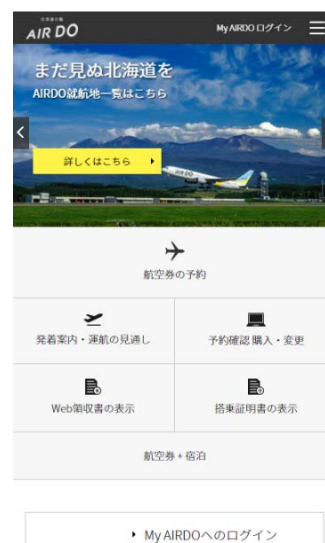 北海道の翼
AIR DO
My AIRDO ログイン
まだ見ぬ北海道を
AIRDO就航地一覧はこちら
詳しくはこちら
航空券の予約
発着案内・運航の見通し
予約確認 購入・変更
Web領収書の表示
搭乗証明書の表示
航空券 + 宿泊
My AIRDOへのログイン